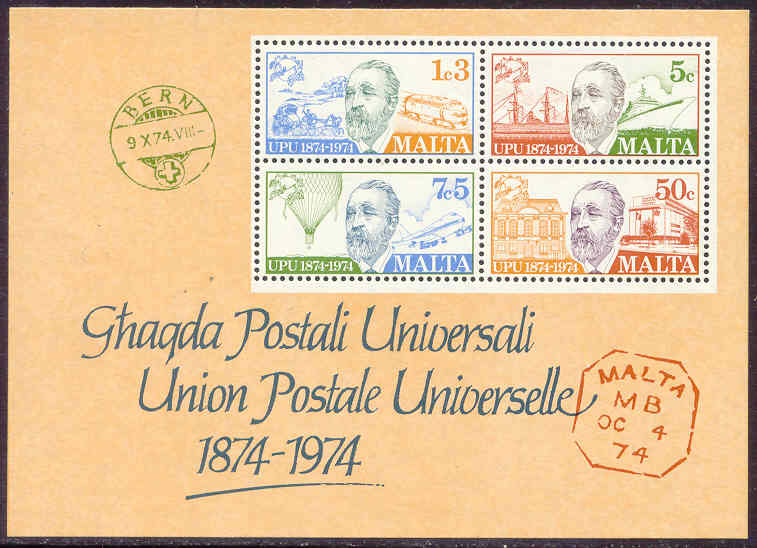 BERN
9 X 74.VIII-
1c3
UPU 1874-1974 MALTA
5c
UPU 1874-1974 MALTA
7c5
UPU 1874-1974 MALTA
50c
UPU 1874-1974 MALTA
Għaqda Postali Universali
Union Postale Universelle
1874-1974
MALTA
MB
OC 4
74